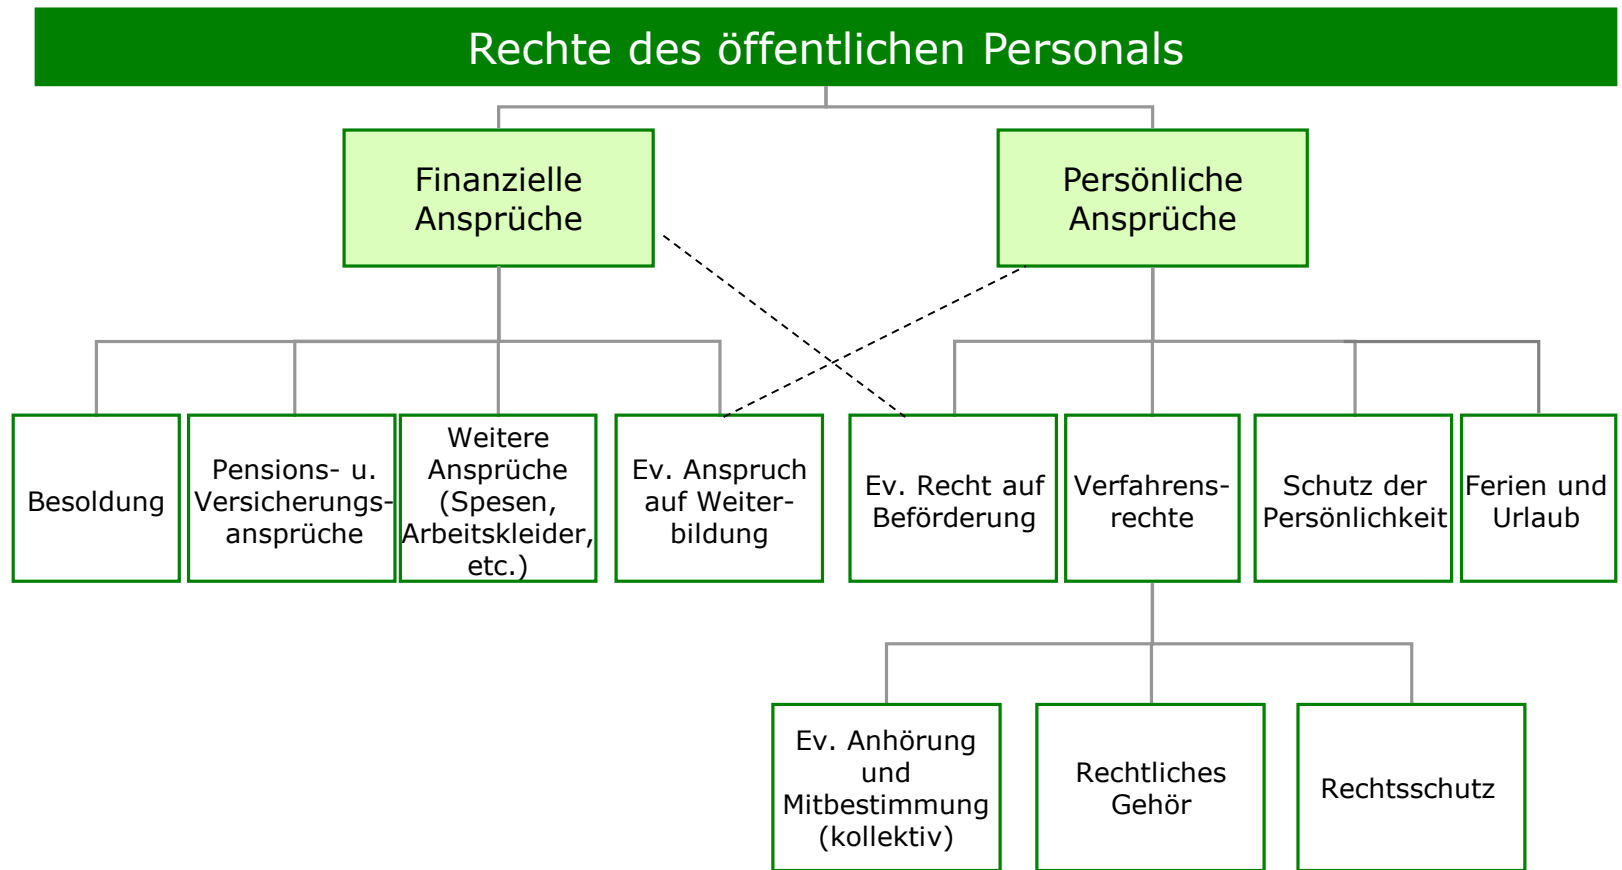 Rechte des öffentlichen Personals
Finanzielle
Ansprüche
Persönliche
Ansprüche
Besoldung
Pensions- u.
Versicherungs-
ansprüche
Weitere
Ansprüche
(Spesen,
Arbeitskleider,
etc.)
Ev. Anspruch
auf Weiter-
bildung
Ev. Recht auf
Beförderung
Verfahrens-
rechte
Schutz der
Persönlichkeit
Ferien und
Urlaub
Ev. Anhörung
und
Mitbestimmung
(kollektiv)
Rechtliches
Gehör
Rechtsschutz